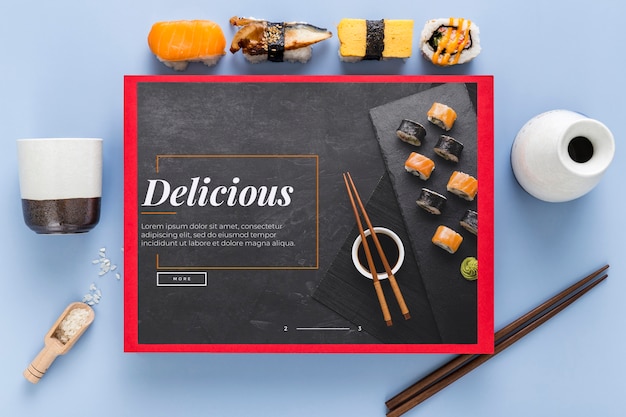 Delicious
Lorem ipsum dolor sit amet, consectetur
adipiscing elit, sed do eiusmod tempor
incididunt ut labore et dolore magna aliqua.
MORE
2 3